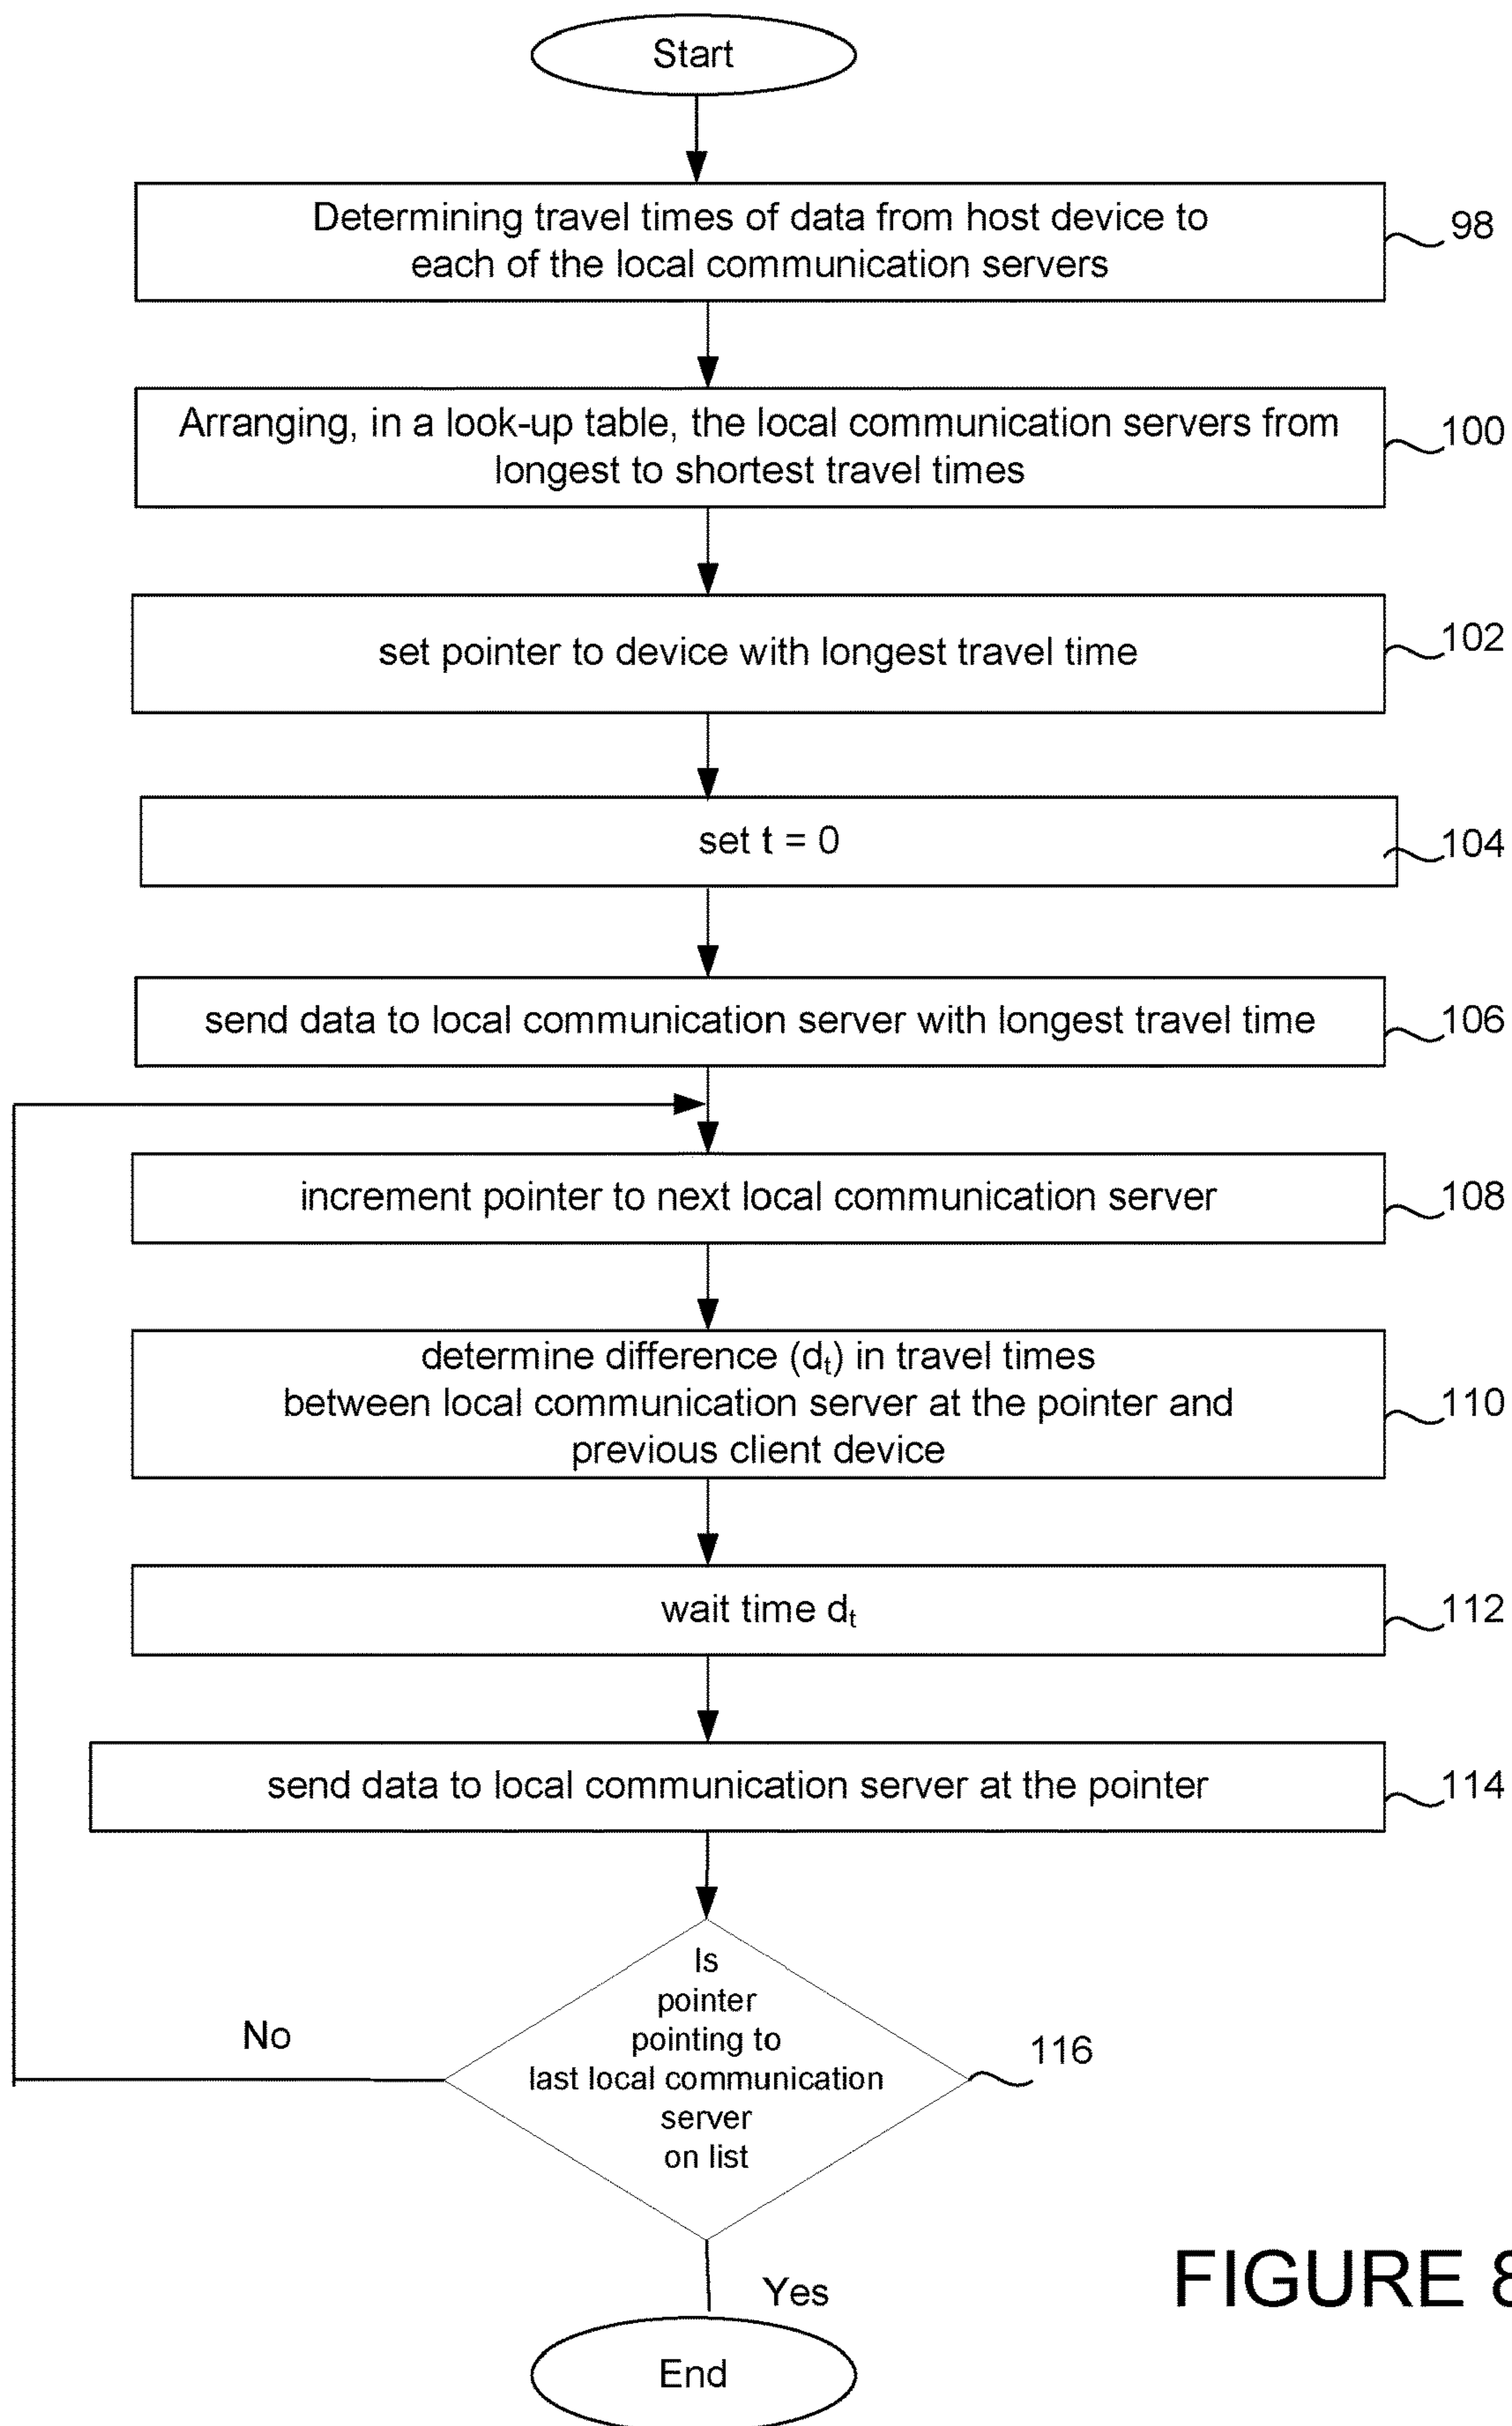 Start
Determining travel times of data from host device to
each of the local communication servers
98
Arranging, in a look-up table, the local communication servers from
longest to shortest travel times
100
set pointer to device with longest travel time
102
set t = 0
104
send data to local communication server with longest travel time
106
increment pointer to next local communication server
108
determine difference (dt) in travel times
between local communication server at the pointer and
previous client device
110
wait time dt
112
send data to local communication server at the pointer
114
Is
pointer
pointing to
last local communication
server
on list
116
No
Yes
FIGURE 8
End